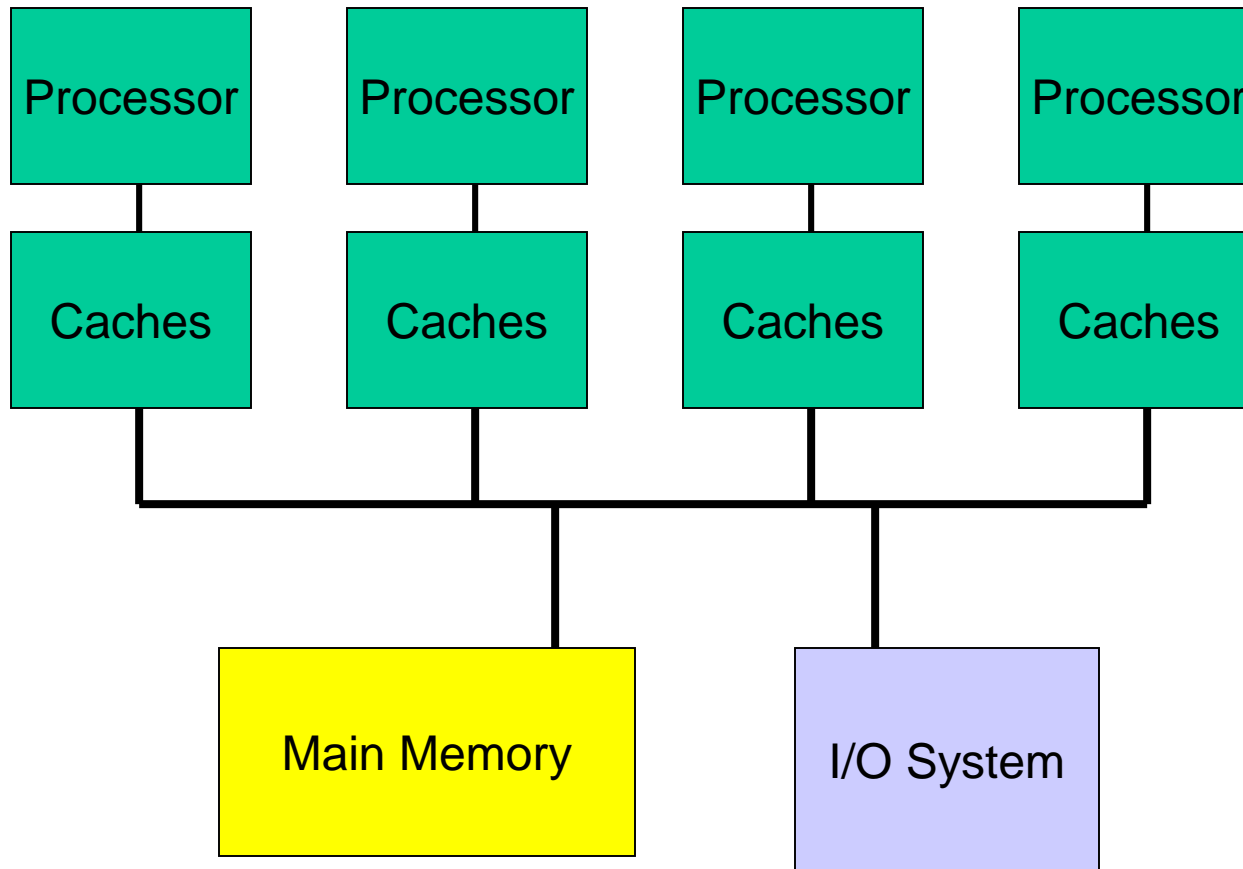 Processor
Processor
Processor
Processor
Caches
Caches
Caches
Caches
Main Memory
I/O System